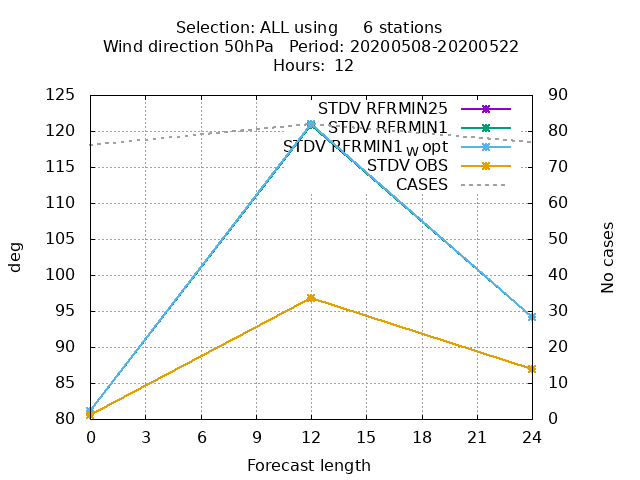 Selection: ALL using     6 stations
Wind direction 50hPa   Period: 20200508-20200522
Hours:  12
125
90
STDV RFRMIN25
120
80
STDV RFRMIN1
STDV RFRMIN1 w opt
115
70
STDV OBS
CASES
110
60
105
50
deg
No cases
100
40
95
30
90
20
85
10
80
0
0 3 6 9 12 15 18 21 24
Forecast length